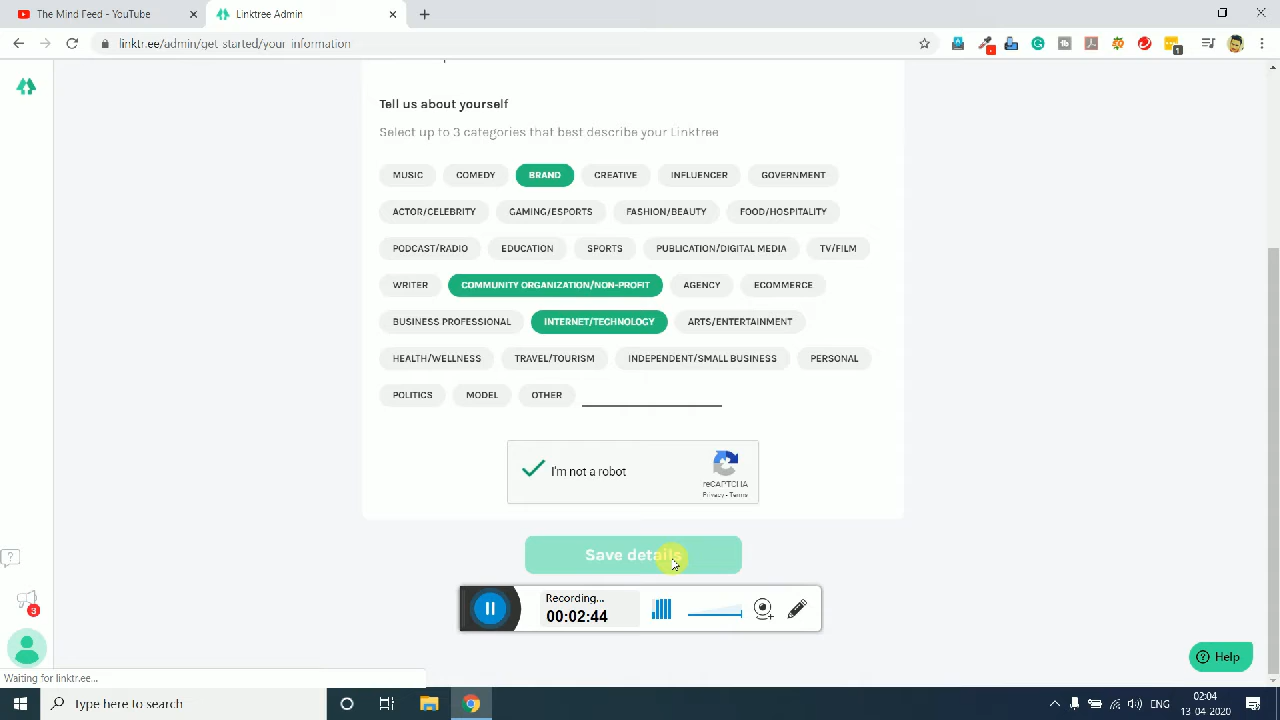 The Mind Feed - YouTube
Linktree Admin
linktr.ee/admin/get-started/your-information
1
Tell us about yourself
Select up to 3 categories that best describe your Linktree
MUSIC COMEDY BRAND CREATIVE INFLUENCER GOVERNMENT
ACTOR/CELEBRITY GAMING/ESPORTS FASHION/BEAUTY FOOD/HOSPITALITY
PODCAST/RADIO EDUCATION SPORTS PUBLICATION/DIGITAL MEDIA TV/FILM
WRITER COMMUNITY ORGANIZATION/NON-PROFIT AGENCY ECOMMERCE
BUSINESS PROFESSIONAL INTERNET/TECHNOLOGY ARTS/ENTERTAINMENT
HEALTH/WELLNESS TRAVEL/TOURISM INDEPENDENT/SMALL BUSINESS PERSONAL
POLITICS MODEL OTHER
I'm not a robot
reCAPTCHA
Privacy - Terms
Save details
Recording...
00:02:44
3
Help
Waiting for linktr.ee...
Type here to search
ENG
02:04
13-04-2020